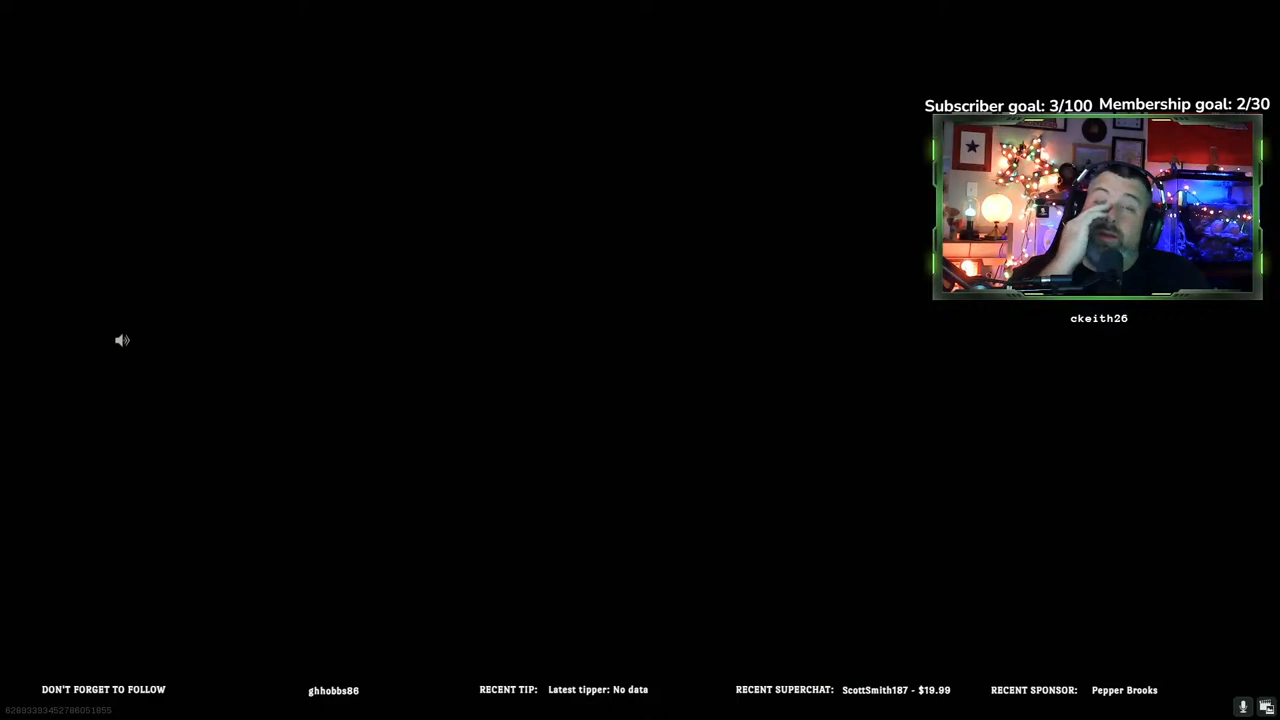 Subscriber goal: 3/100 Membership goal: 2/30
ckeith26
DON'T FORGET TO FOLLOW ghhobbs86 RECENT TIP: Latest tipper: No data RECENT SUPERCHAT: ScottSmith187 - $19.99 RECENT SPONSOR: Pepper Brooks